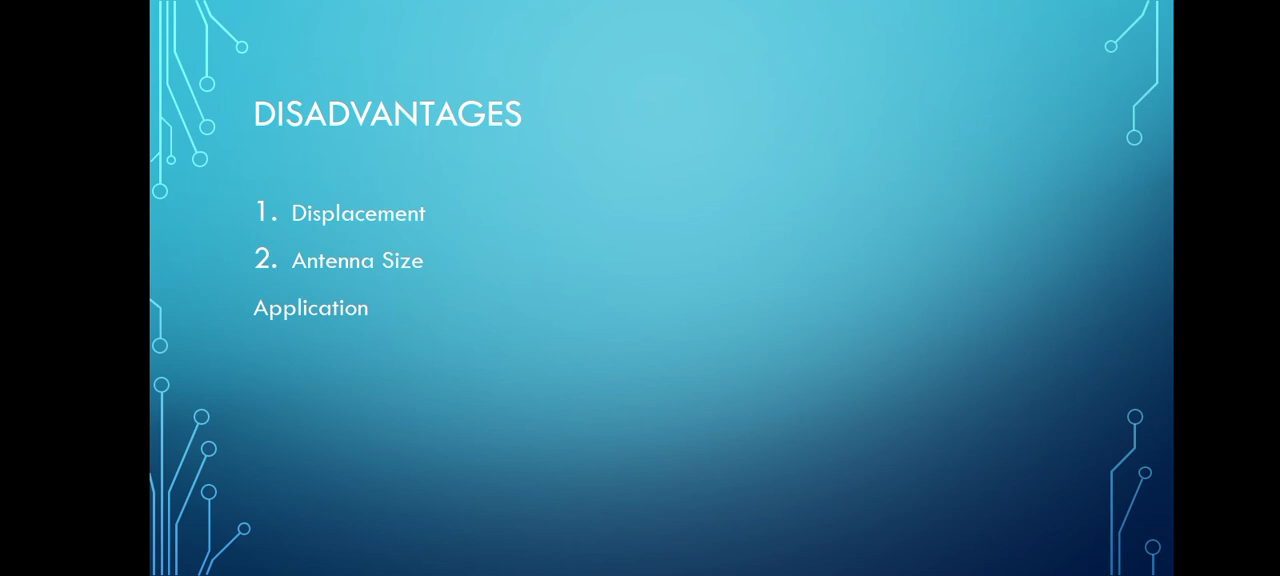 DISADVANTAGES
1. Displacement
2. Antenna Size
Application